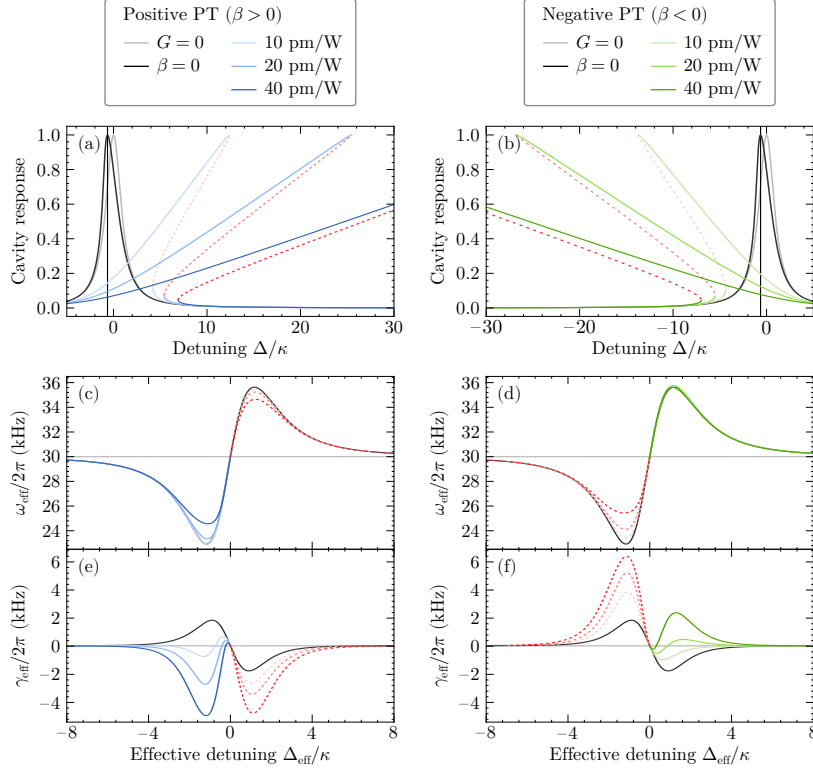 Positive PT (β > 0)
G = 0
β = 0
10 pm/W
20 pm/W
40 pm/W
Negative PT (β < 0)
G = 0
β = 0
10 pm/W
20 pm/W
40 pm/W
(a)
Cavity response
1.0
0.8
0.6
0.4
0.2
0.0
0 10 20 30
Detuning Δ/κ
(b)
Cavity response
1.0
0.8
0.6
0.4
0.2
0.0
−30 −20 −10 0
Detuning Δ/κ
(c)
ω_eff/2π (kHz)
36
34
32
30
28
26
24
(d)
ω_eff/2π (kHz)
36
34
32
30
28
26
24
(e)
γ_eff/2π (kHz)
6
4
2
0
−2
−4
−8 −4 0 4 8
Effective detuning Δ_eff/κ
(f)
γ_eff/2π (kHz)
6
4
2
0
−2
−4
−8 −4 0 4 8
Effective detuning Δ_eff/κ